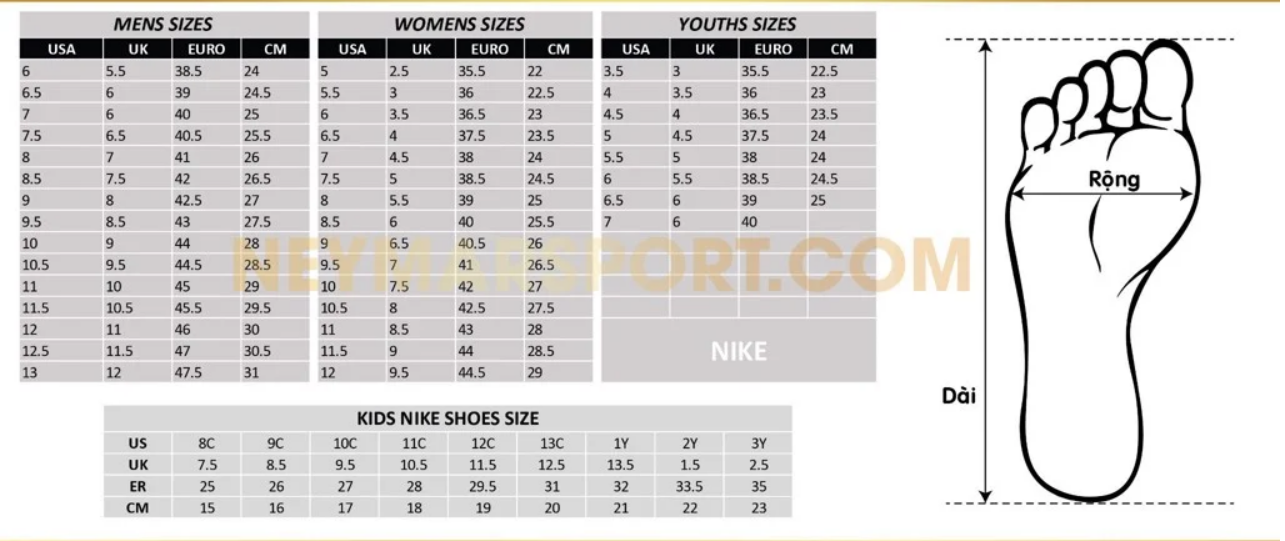 MENS SIZES
USA UK EURO CM
6 5.5 38.5 24
6.5 6 39 24.5
7 6 40 25
7.5 6.5 40.5 25.5
8 7 41 26
8.5 7.5 42 26.5
9 8 42.5 27
9.5 8.5 43 27.5
10 9 44 28
10.5 9.5 44.5 28.5
11 10 45 29
11.5 10.5 45.5 29.5
12 11 46 30
12.5 11.5 47 30.5
13 12 47.5 31
WOMENS SIZES
USA UK EURO CM
5 2.5 35.5 22
5.5 3 36 22.5
6 3.5 36.5 23
6.5 4 37.5 23.5
7 4.5 38 24
7.5 5 38.5 24.5
8 5.5 39 25
8.5 6 40 25.5
9 6.5 40.5 26
9.5 7 41 26.5
10 7.5 42 27
10.5 8 42.5 27.5
11 8.5 43 28
11.5 9 44 28.5
12 9.5 44.5 29
YOUTHS SIZES
USA UK EURO CM
3.5 3 35.5 22.5
4 3.5 36 23
4.5 4 36.5 23.5
5 4.5 37.5 24
5.5 5 38 24
6 5.5 38.5 24.5
6.5 6 39 25
7 6 40
NIKE
NEYMARSPORT.COM
KIDS NIKE SHOES SIZE
US 8C 9C 10C 11C 12C 13C 1Y 2Y 3Y
UK 7.5 8.5 9.5 10.5 11.5 12.5 13.5 1.5 2.5
ER 25 26 27 28 29.5 31 32 33.5 35
CM 15 16 17 18 19 20 21 22 23
Rộng
Dài